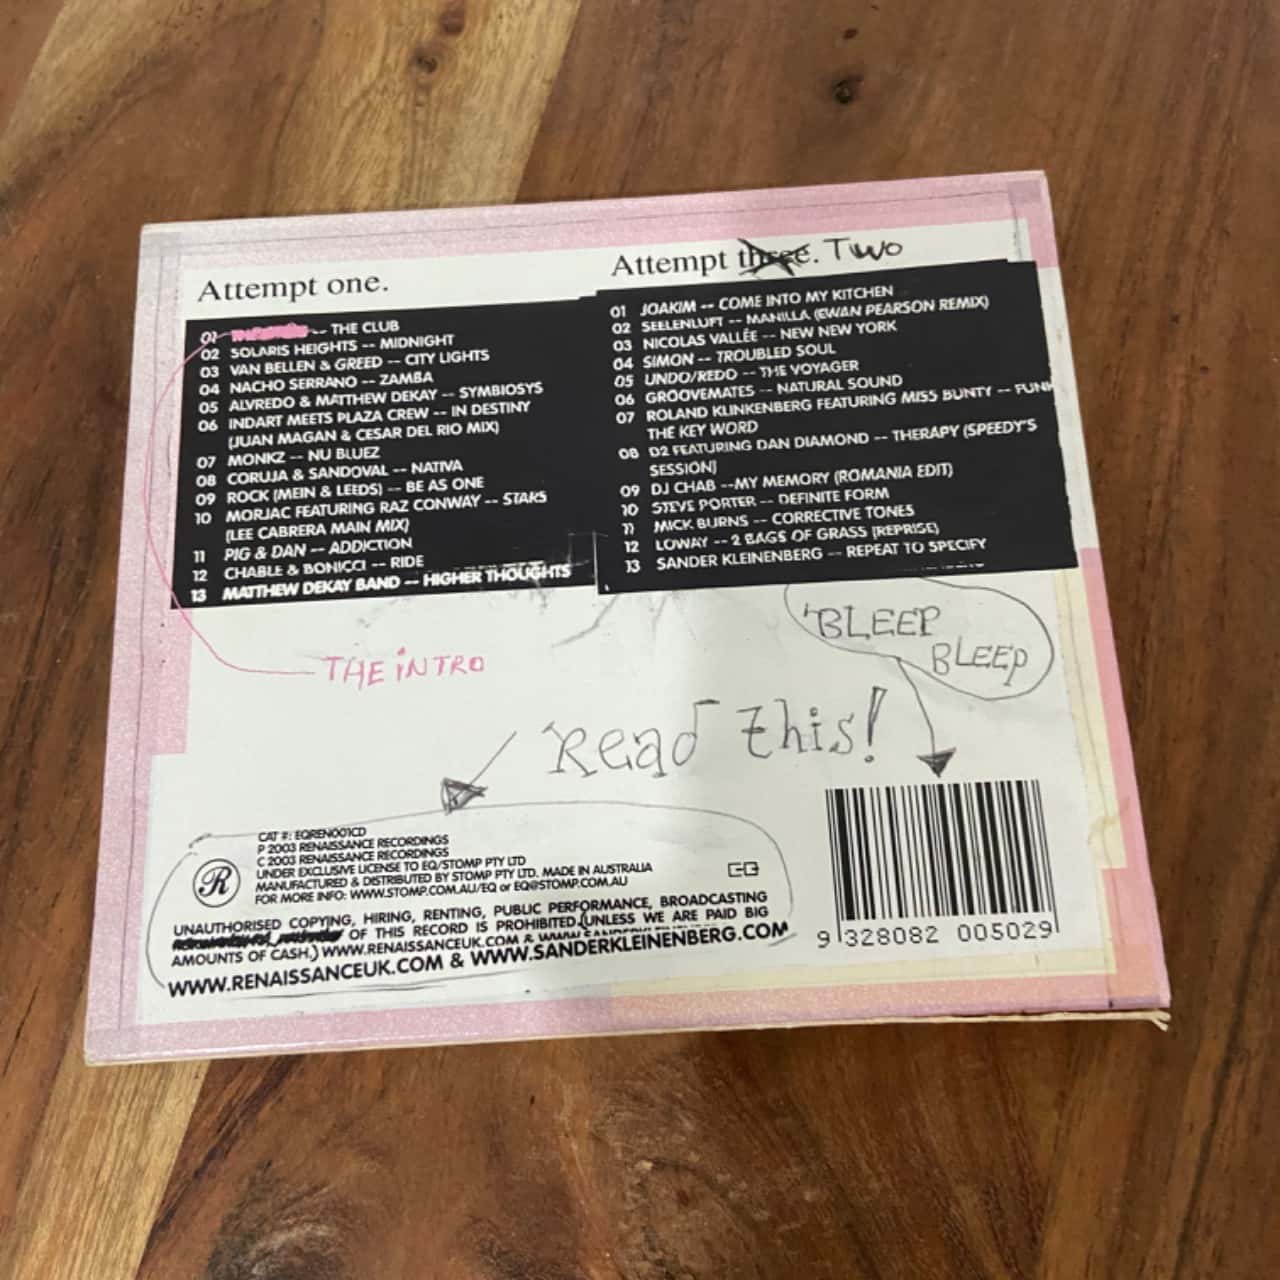 Attempt one.
01 -- THE CLUB
02 SOLARIS HEIGHTS -- MIDNIGHT
03 VAN BELLEN & GREED -- CITY LIGHTS
04 NACHO SERRANO -- ZAMBA
05 ALVREDO & MATTHEW DEKAY -- SYMBIOSYS
06 INDART MEETS PLAZA CREW -- IN DESTINY
(JUAN MAGAN & CESAR DEL RIO MIX)
07 MONKZ -- NU BLUEZ
08 CORUJA & SANDOVAL -- NATIVA
09 ROCK (MEIN & LEEDS) -- BE AS ONE
10 MORJAC FEATURING RAZ CONWAY -- STARS
(LEE CABRERA MAIN MIX)
11 PIG & DAN -- ADDICTION
12 CHABLE & BONICCI -- RIDE
13 MATTHEW DEKAY BAND -- HIGHER THOUGHTS
THE INTRO
Attempt three. Two
01 JOAKIM -- COME INTO MY KITCHEN
02 SEELENLUFT -- MANILLA (EWAN PEARSON REMIX)
03 NICOLAS VALLÉE -- NEW NEW YORK
04 SIMON -- TROUBLED SOUL
05 UNDO/REDO -- THE VOYAGER
06 GROOVEMATES -- NATURAL SOUND
07 ROLAND KLINKENBERG FEATURING MISS BUNTY -- FUNK
THE KEY WORD
08 D2 FEATURING DAN DIAMOND -- THERAPY (SPEEDY'S
SESSION)
09 DJ CHAB --MY MEMORY (ROMANIA EDIT)
10 STEVE PORTER -- DEFINITE FORM
11 MICK BURNS -- CORRECTIVE TONES
12 LOWAY -- 2 BAGS OF GRASS (REPRISE)
13 SANDER KLEINENBERG -- REPEAT TO SPECIFY
'BLEEP
BLEEP
Read this!
CAT #: EQREN001CD
P 2003 RENAISSANCE RECORDINGS
C 2003 RENAISSANCE RECORDINGS
UNDER EXCLUSIVE LICENSE TO EQ/STOMP PTY LTD
MANUFACTURED & DISTRIBUTED BY STOMP PTY LTD. MADE IN AUSTRALIA
FOR MORE INFO: WWW.STOMP.COM.AU/EQ or EQ@STOMP.COM.AU
R
EQ
UNAUTHORISED COPYING, HIRING, RENTING, PUBLIC PERFORMANCE, BROADCASTING
OF THIS RECORD IS PROHIBITED.(UNLESS WE ARE PAID BIG
AMOUNTS OF CASH.) WWW.RENAISSANCEUK.COM &
WWW.RENAISSANCEUK.COM & WWW.SANDERKLEINENBERG.COM
9 328082 005029